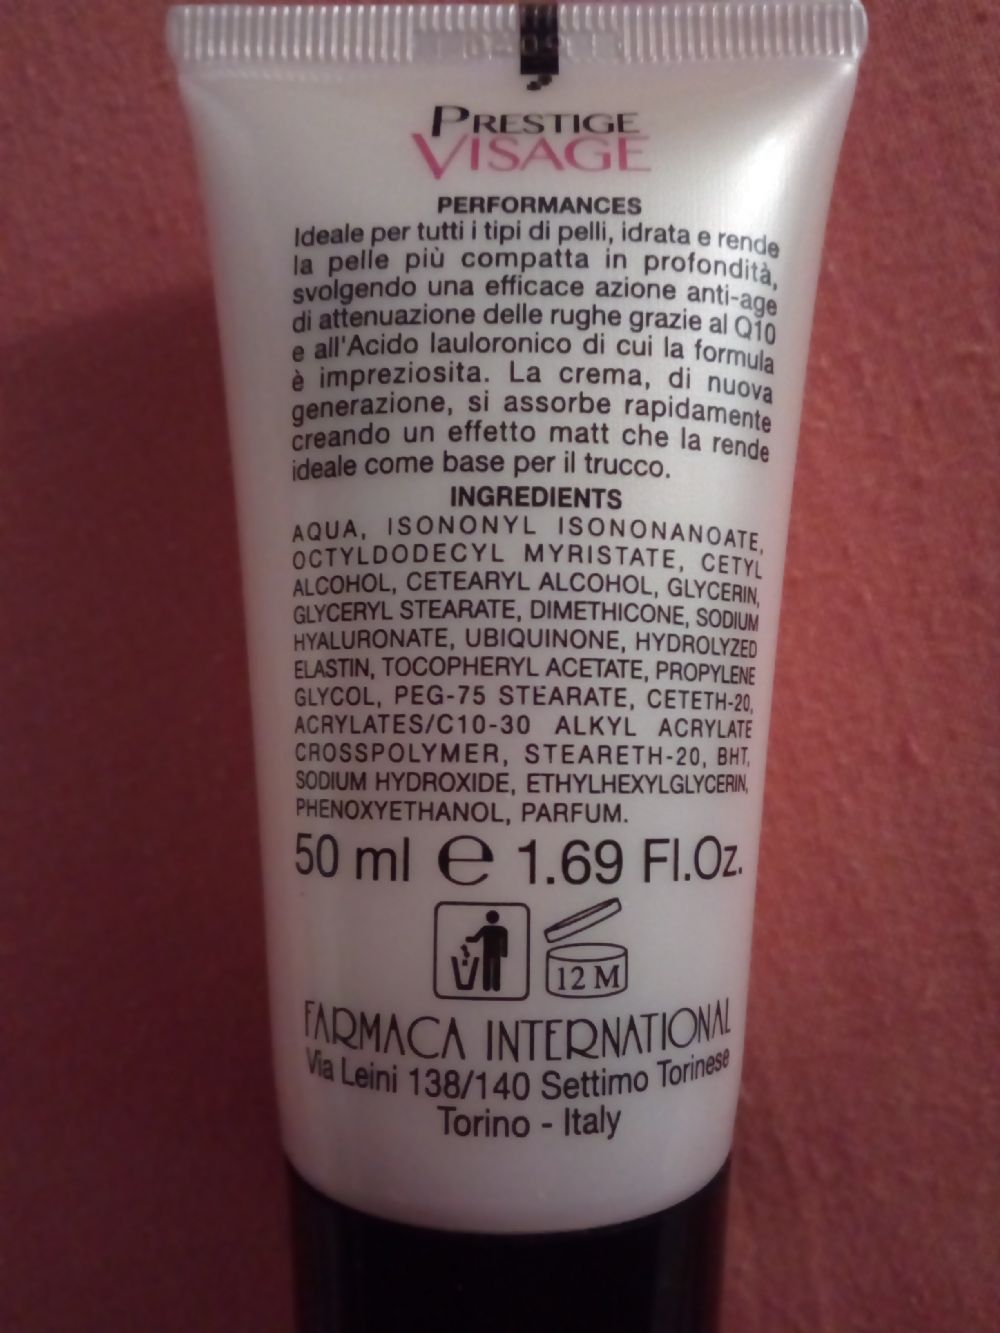 PRESTIGE
VISAGE
PERFORMANCES
Ideale per tutti i tipi di pelli, idrata e rende
la pelle più compatta in profondità,
svolgendo una efficace azione anti-age
di attenuazione delle rughe grazie al Q10
e all'Acido Iauloronico di cui la formula
è impreziosita. La crema, di nuova
generazione, si assorbe rapidamente
creando un effetto matt che la rende
ideale come base per il trucco.
INGREDIENTS
AQUA, ISONONYL ISONONANOATE,
OCTYLDODECYL MYRISTATE, CETYL
ALCOHOL, CETEARYL ALCOHOL, GLYCERIN,
GLYCERYL STEARATE, DIMETHICONE, SODIUM
HYALURONATE, UBIQUINONE, HYDROLYZED
ELASTIN, TOCOPHERYL ACETATE, PROPYLENE
GLYCOL, PEG-75 STEARATE, CETETH-20,
ACRYLATES/C10-30 ALKYL ACRYLATE
CROSSPOLYMER, STEARETH-20, BHT,
SODIUM HYDROXIDE, ETHYLHEXYLGLYCERIN,
PHENOXYETHANOL, PARFUM.
50 ml e 1.69 Fl.Oz.
12 M
FARMACA INTERNATIONAL
Via Leini 138/140 Settimo Torinese
Torino - Italy